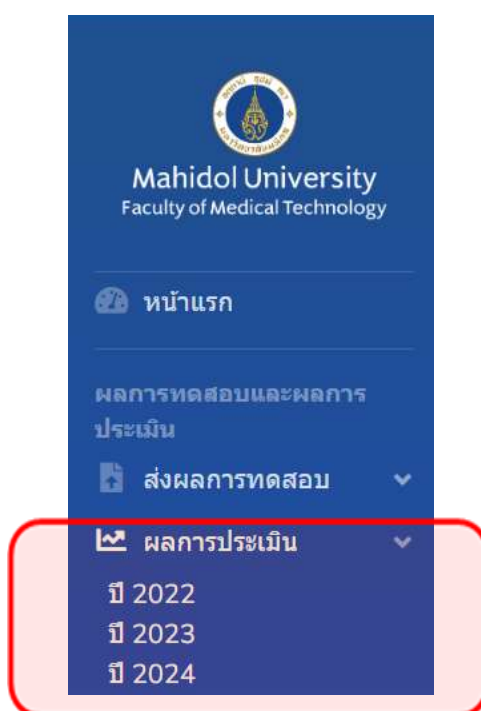 Mahidol University
Faculty of Medical Technology
หน้าแรก
ผลการทดสอบและผลการ
ประเมิน
ส่งผลการทดสอบ
ผลการประเมิน
ปี 2022
ปี 2023
ปี 2024